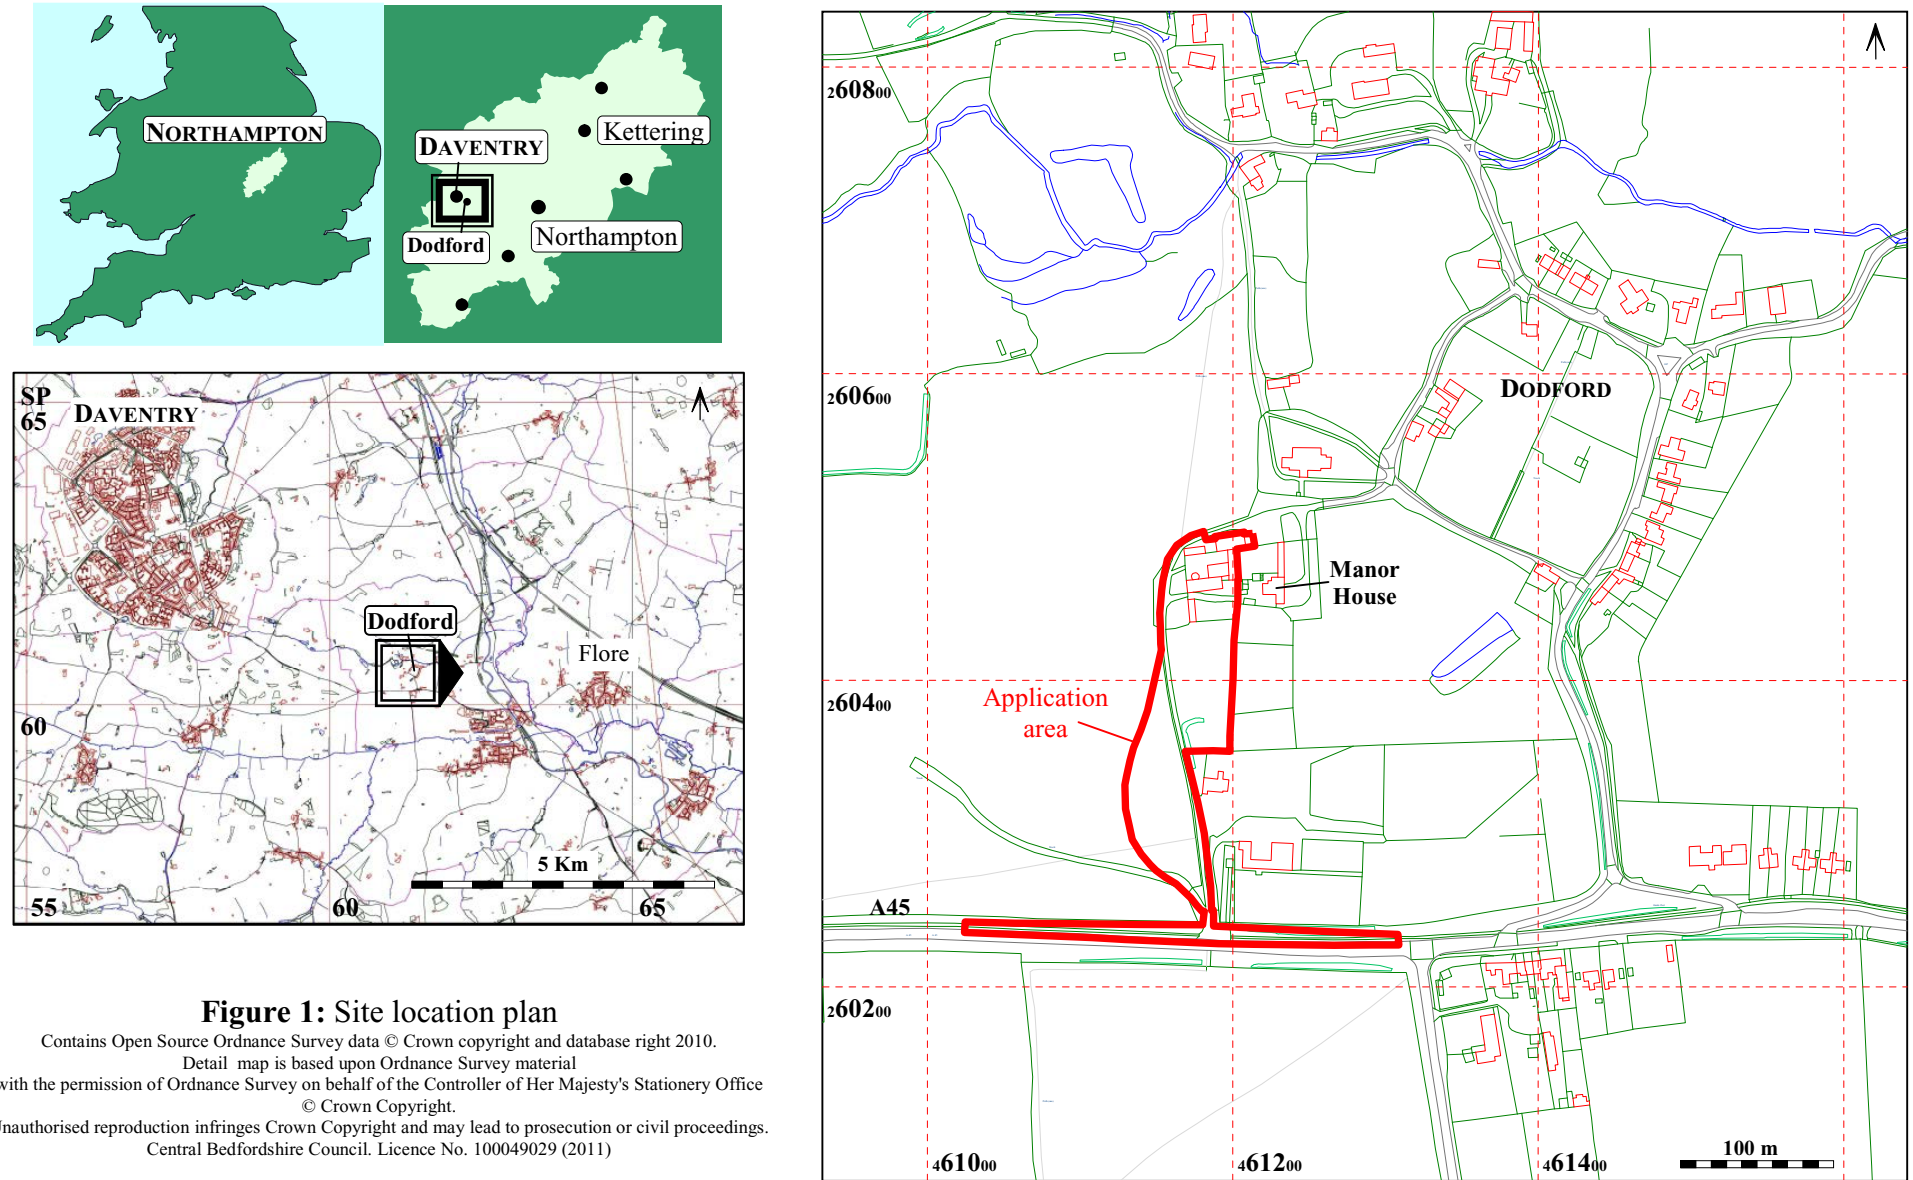 NORTHAMPTON
DAVENTRY
Kettering
Northampton
Dodford
SP
65
DAVENTRY
Dodford
Flore
60
5 Km
55
60
65
Figure 1: Site location plan
Contains Open Source Ordnance Survey data © Crown copyright and database right 2010.
Detail map is based upon Ordnance Survey material
with the permission of Ordnance Survey on behalf of the Controller of Her Majesty's Stationery Office
© Crown Copyright.
Unauthorised reproduction infringes Crown Copyright and may lead to prosecution or civil proceedings.
Central Bedfordshire Council. Licence No. 100049029 (2011)
260800
260600
DODFORD
Manor
House
Application
area
260400
A45
260200
461000
461200
461400
100 m